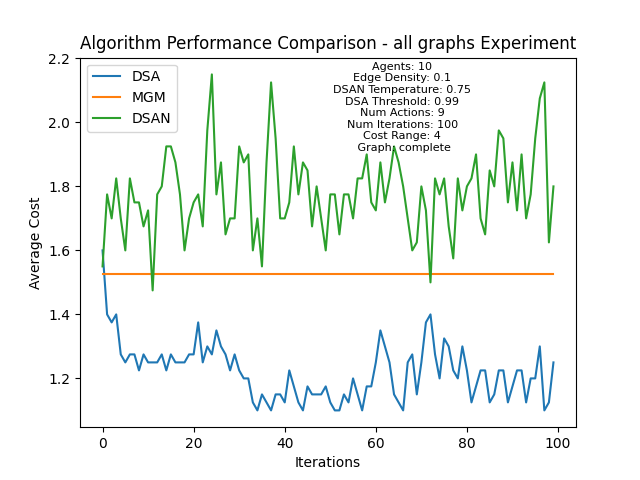 Algorithm Performance Comparison - all graphs Experiment
DSA
MGM
DSAN
Agents: 10
Edge Density: 0.1
DSAN Temperature: 0.75
DSA Threshold: 0.99
Num Actions: 9
Num Iterations: 100
Cost Range: 4
Graph: complete
Average Cost
2.2
2.0
1.8
1.6
1.4
1.2
0 20 40 60 80 100
Iterations